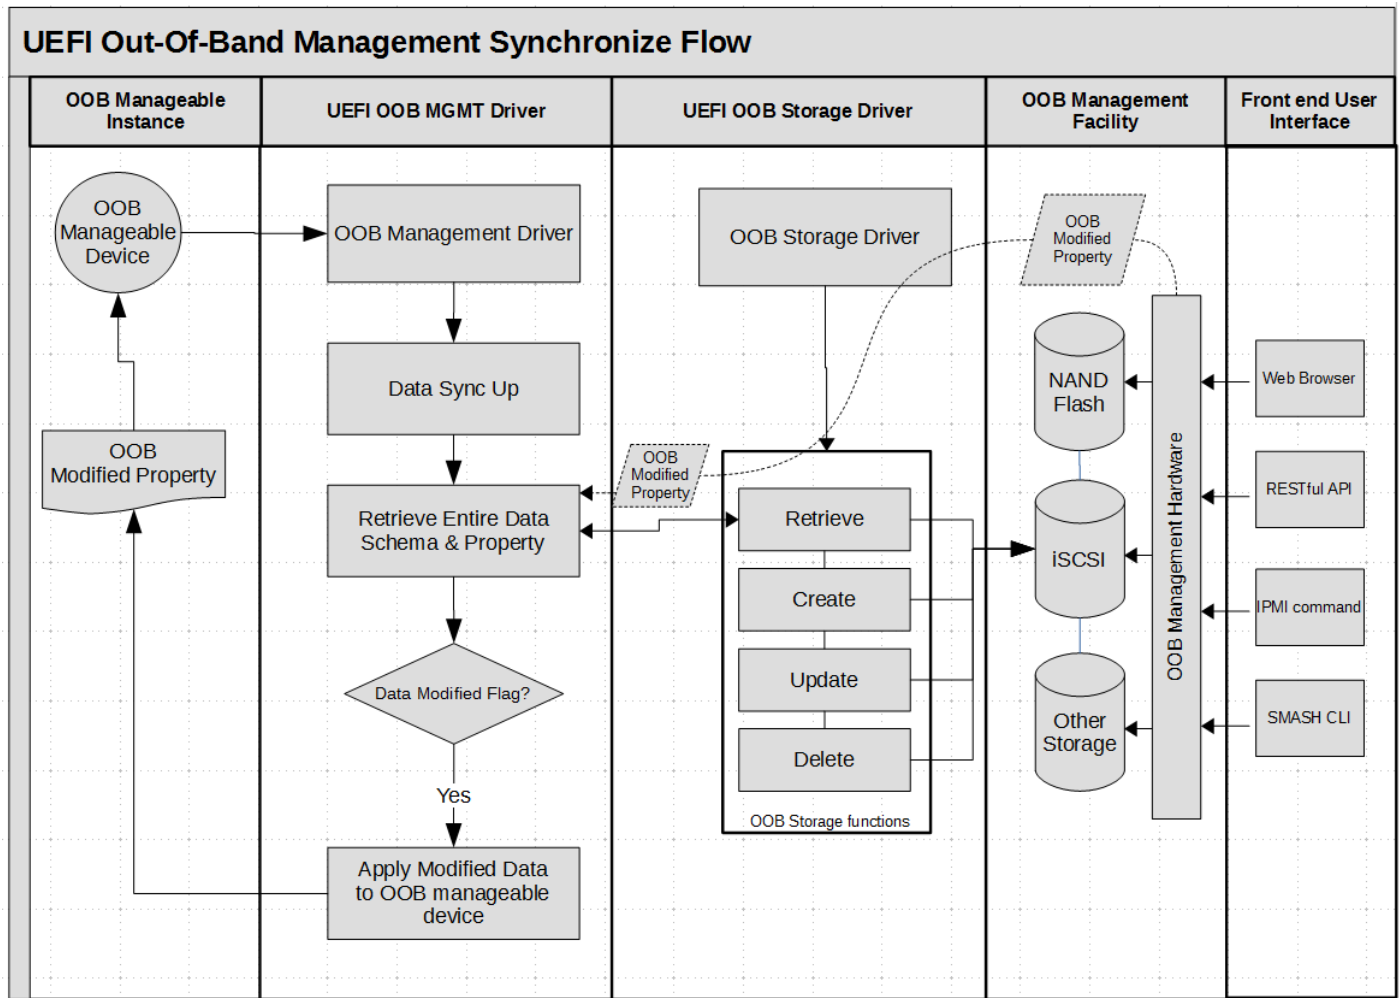 UEFI Out-Of-Band Management Synchronize Flow
OOB Manageable
Instance
UEFI OOB MGMT Driver
UEFI OOB Storage Driver
OOB Management
Facility
Front end User
Interface
OOB
Manageable
Device
OOB
Modified Property
OOB Management Driver
Data Sync Up
Retrieve Entire Data
Schema & Property
Data Modified Flag?
Yes
Apply Modified Data
to OOB manageable
device
OOB Storage Driver
OOB
Modified
Property
Retrieve
Create
Update
Delete
OOB Storage functions
OOB
Modified
Property
NAND
Flash
iSCSI
Other
Storage
OOB Management Hardware
Web Browser
RESTful API
IPMI command
SMASH CLI